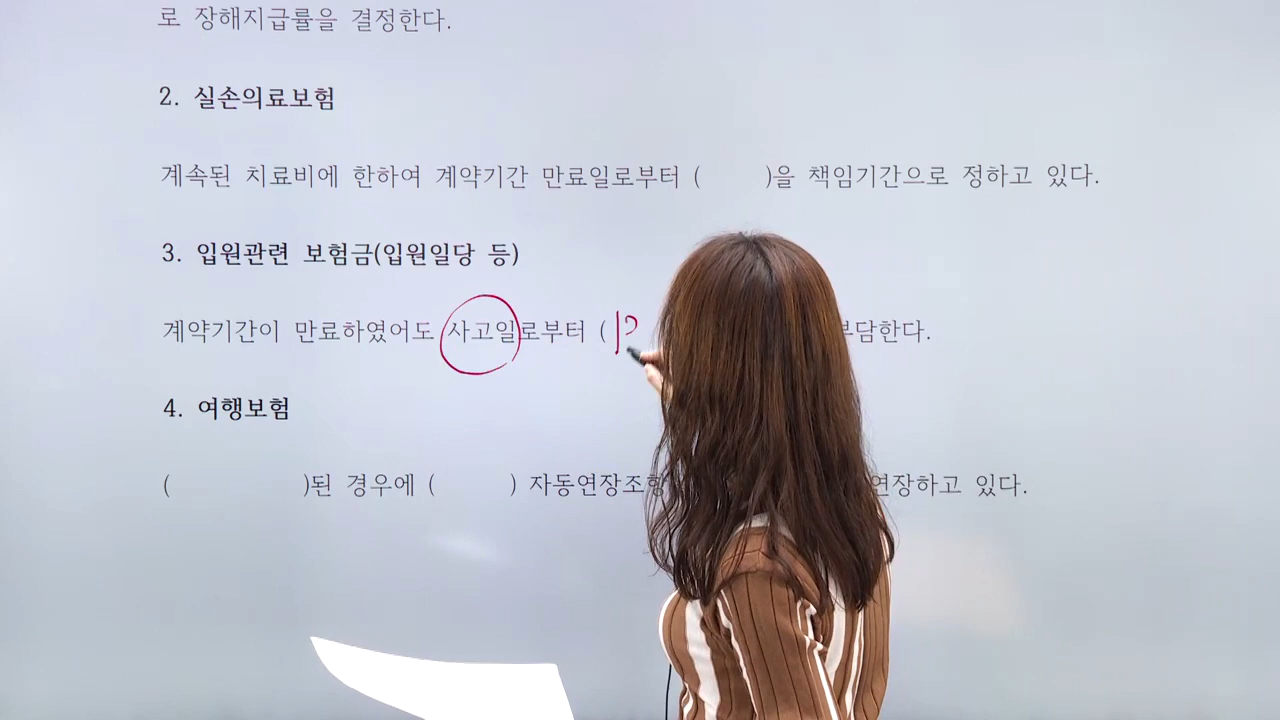 로 장해지급률을 결정한다.
2. 실손의료보험
계속된 치료비에 한하여 계약기간 만료일로부터 (      )을 책임기간으로 정하고 있다.
3. 입원관련 보험금(입원일당 등)
계약기간이 만료하였어도 사고일로부터 ( 담한다.
4. 여행보험
(            )된 경우에 (      ) 자동연장조항 연장하고 있다.